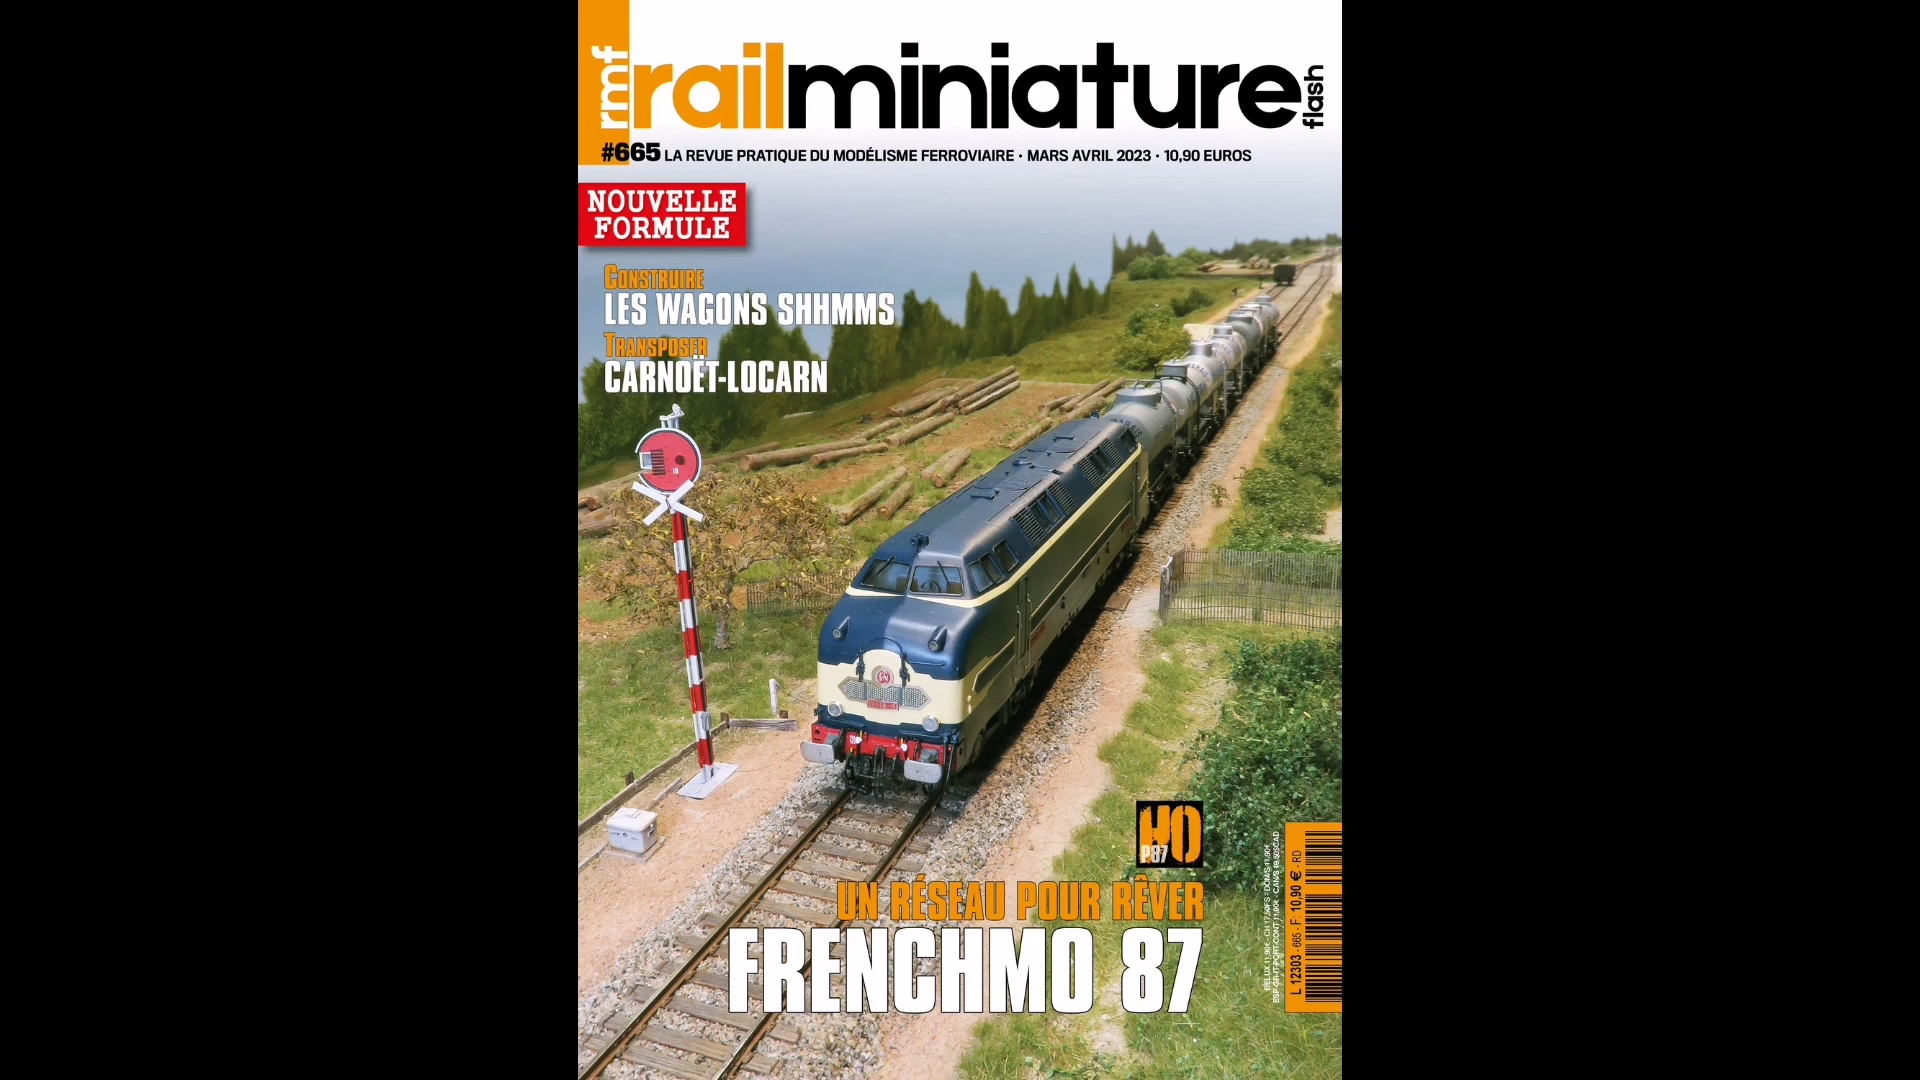 rmf railminiature flash
#665 LA REVUE PRATIQUE DU MODÉLISME FERROVIAIRE · MARS AVRIL 2023 · 10,90 EUROS
NOUVELLE
FORMULE
CONSTRUIRE
LES WAGONS SHHMMS
TRANSPOSER
CARNOËT-LOCARN
18
HO
P87
UN RÉSEAU POUR RÊVER
FRENCHMO 87
L 12303 - 665 - F: 10,90 € - RD